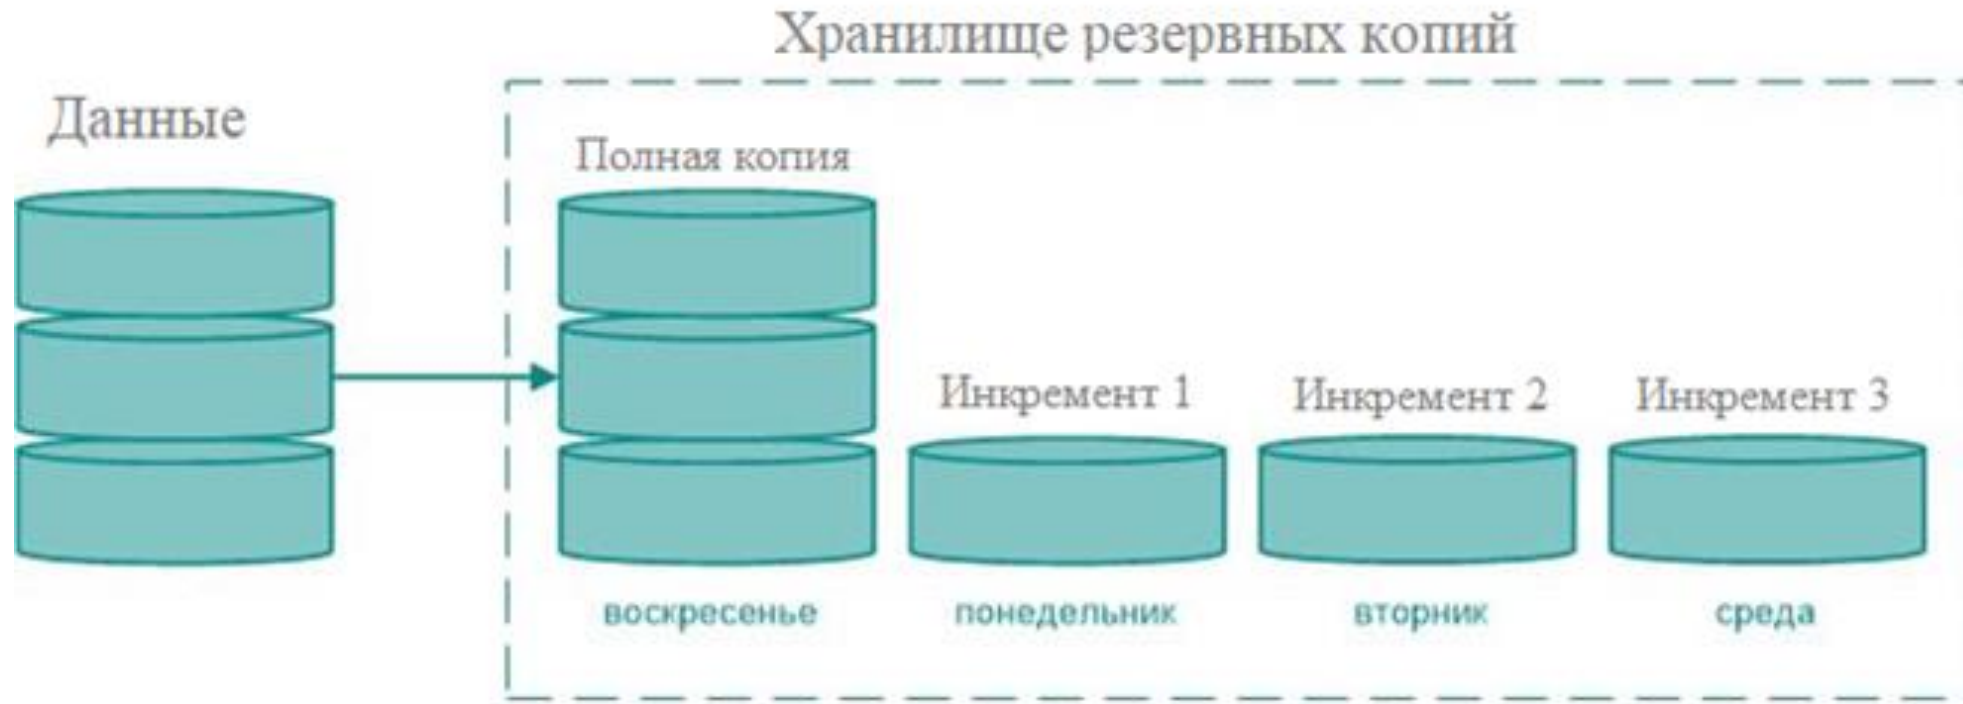 Хранилище резервных копий
Данные
Полная копия
Инкремент 1
Инкремент 2
Инкремент 3
воскресенье
понедельник
вторник
среда